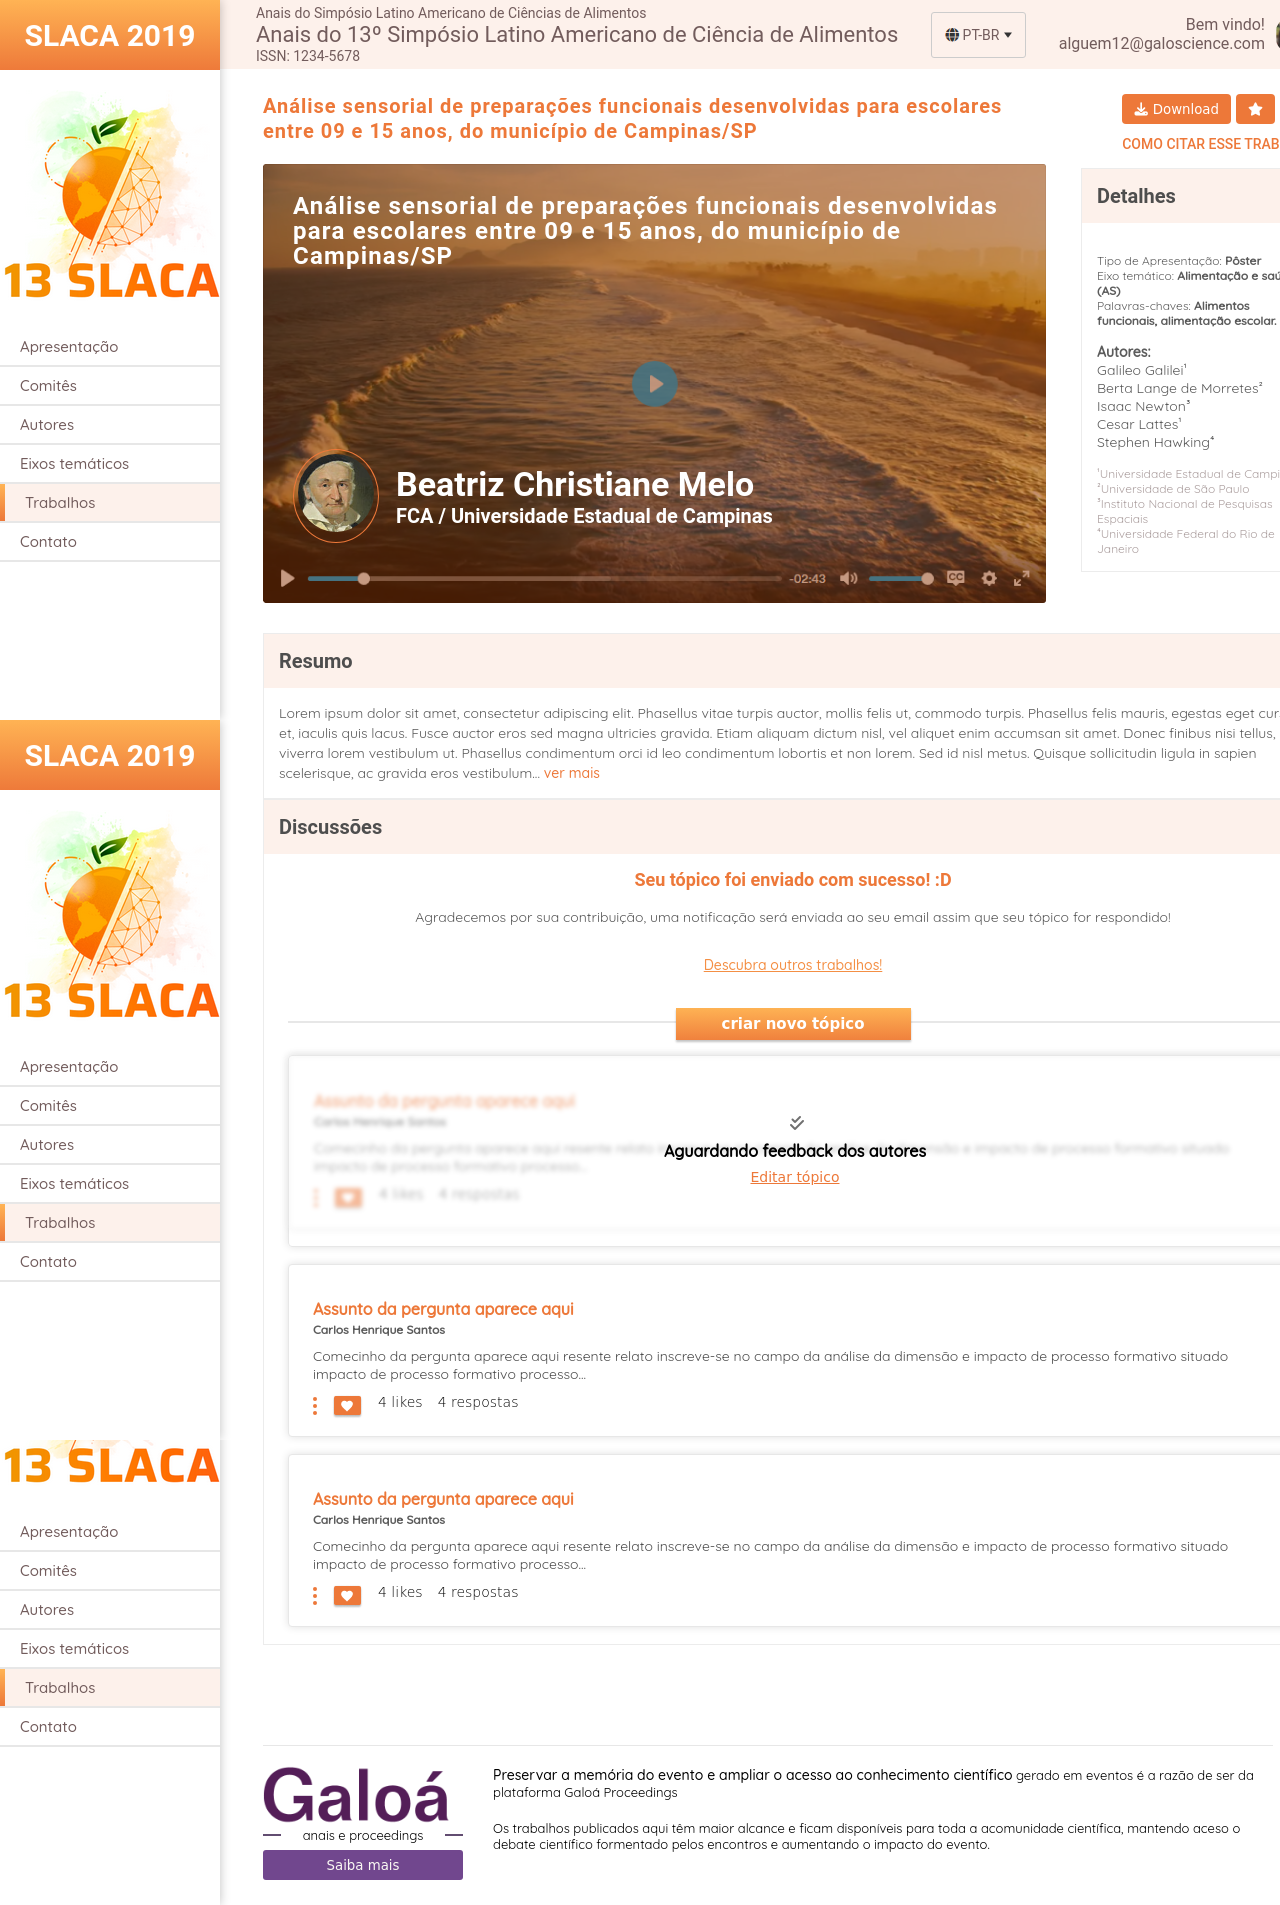 SLACA 2019
Anais do Simpósio Latino Americano de Ciências de Alimentos
Anais do 13º Simpósio Latino Americano de Ciência de Alimentos
ISSN: 1234-5678
PT-BR
Bem vindo!
alguem12@galoscience.com
13 SLACA
Apresentação
Comitês
Autores
Eixos temáticos
Trabalhos
Contato
Análise sensorial de preparações funcionais desenvolvidas para escolares
entre 09 e 15 anos, do município de Campinas/SP
Download
COMO CITAR ESSE TRAB
Análise sensorial de preparações funcionais desenvolvidas
para escolares entre 09 e 15 anos, do município de
Campinas/SP
Beatriz Christiane Melo
FCA / Universidade Estadual de Campinas
-02:43
CC
Detalhes
Tipo de Apresentação: Pôster
Eixo temático: Alimentação e saú
(AS)
Palavras-chaves: Alimentos
funcionais, alimentação escolar.
Autores:
Galileo Galilei¹
Berta Lange de Morretes²
Isaac Newton³
Cesar Lattes¹
Stephen Hawking⁴
¹Universidade Estadual de Campi
²Universidade de São Paulo
³Instituto Nacional de Pesquisas
Espaciais
⁴Universidade Federal do Rio de
Janeiro
Resumo
Lorem ipsum dolor sit amet, consectetur adipiscing elit. Phasellus vitae turpis auctor, mollis felis ut, commodo turpis. Phasellus felis mauris, egestas eget cur
et, iaculis quis lacus. Fusce auctor eros sed magna ultricies gravida. Etiam aliquam dictum nisl, vel aliquet enim accumsan sit amet. Donec finibus nisi tellus,
viverra lorem vestibulum ut. Phasellus condimentum orci id leo condimentum lobortis et non lorem. Sed id nisl metus. Quisque sollicitudin ligula in sapien
scelerisque, ac gravida eros vestibulum... ver mais
SLACA 2019
13 SLACA
Apresentação
Comitês
Autores
Eixos temáticos
Trabalhos
Contato
Discussões
Seu tópico foi enviado com sucesso! :D
Agradecemos por sua contribuição, uma notificação será enviada ao seu email assim que seu tópico for respondido!
Descubra outros trabalhos!
criar novo tópico
Assunto da pergunta aparece aqui
Carlos Henrique Santos
Aguardando feedback dos autores
Editar tópico
4 likes 4 respostas
Assunto da pergunta aparece aqui
Carlos Henrique Santos
Comecinho da pergunta aparece aqui resente relato inscreve-se no campo da análise da dimensão e impacto de processo formativo situado
impacto de processo formativo processo...
4 likes 4 respostas
Assunto da pergunta aparece aqui
Carlos Henrique Santos
Comecinho da pergunta aparece aqui resente relato inscreve-se no campo da análise da dimensão e impacto de processo formativo situado
impacto de processo formativo processo...
4 likes 4 respostas
13 SLACA
Apresentação
Comitês
Autores
Eixos temáticos
Trabalhos
Contato
Galoá
anais e proceedings
Saiba mais
Preservar a memória do evento e ampliar o acesso ao conhecimento científico gerado em eventos é a razão de ser da
plataforma Galoá Proceedings
Os trabalhos publicados aqui têm maior alcance e ficam disponíveis para toda a acomunidade científica, mantendo aceso o
debate científico formentado pelos encontros e aumentando o impacto do evento.